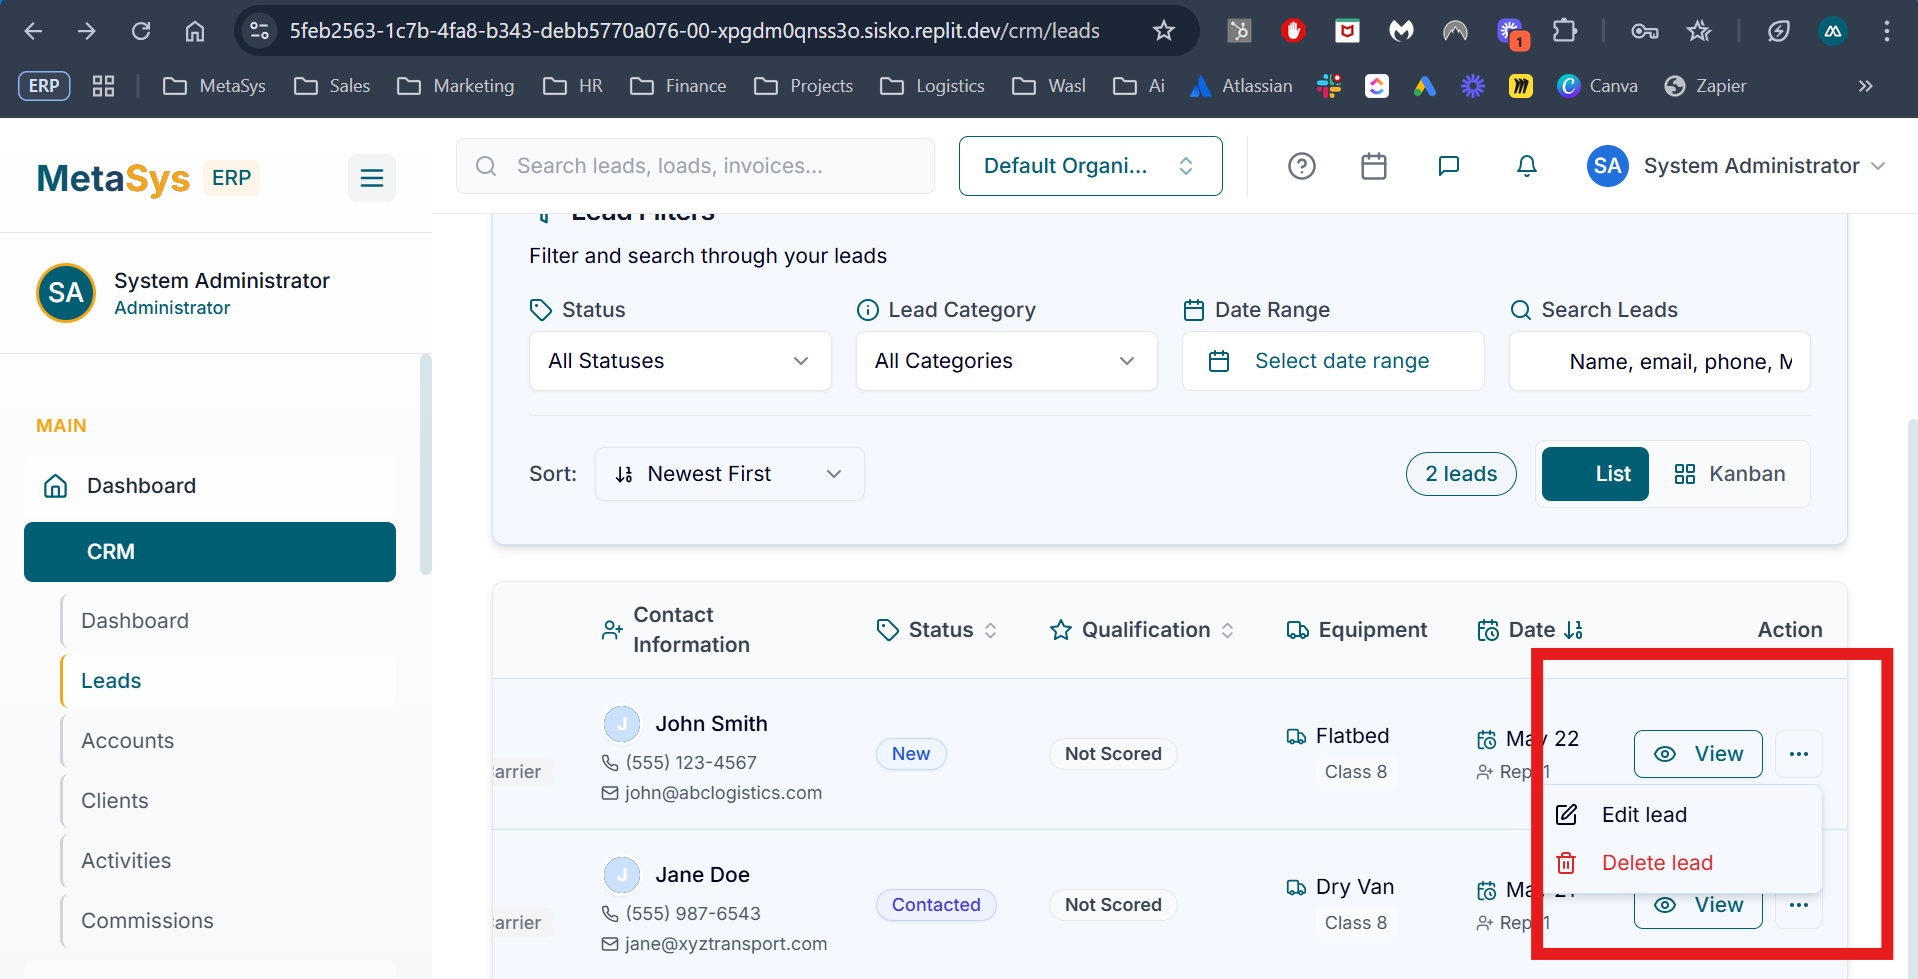 5feb2563-1c7b-4fa8-b343-debb5770a076-00-xpgdm0qnss3o.sisko.replit.dev/crm/leads
1
ERP
MetaSys
Sales
Marketing
HR
Finance
Projects
Logistics
Wasl
Ai
Atlassian
Canva
Zapier
MetaSys ERP
Search leads, loads, invoices...
Default Organi...
SA
System Administrator
SA
System Administrator
Administrator
MAIN
Dashboard
CRM
Dashboard
Leads
Accounts
Clients
Activities
Commissions
Lead Filters
Filter and search through your leads
Status
Lead Category
Date Range
Search Leads
All Statuses
All Categories
Select date range
Name, email, phone, M
Sort:
Newest First
2 leads
List
Kanban
Contact
Information
Status
Qualification
Equipment
Date
Action
arrier
J
John Smith
(555) 123-4567
john@abclogistics.com
New
Not Scored
Flatbed
Class 8
May 22
Rep 1
View
...
Edit lead
Delete lead
arrier
J
Jane Doe
(555) 987-6543
jane@xyztransport.com
Contacted
Not Scored
Dry Van
Class 8
May 21
Rep 1
View
...